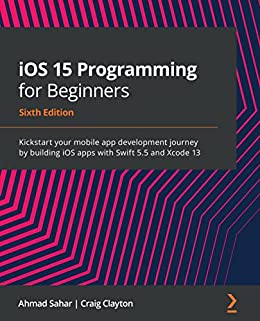 iOS 15 Programming
for Beginners
Sixth Edition
Kickstart your mobile app development journey
by building iOS apps with Swift 5.5 and Xcode 13
Ahmad Sahar | Craig Clayton